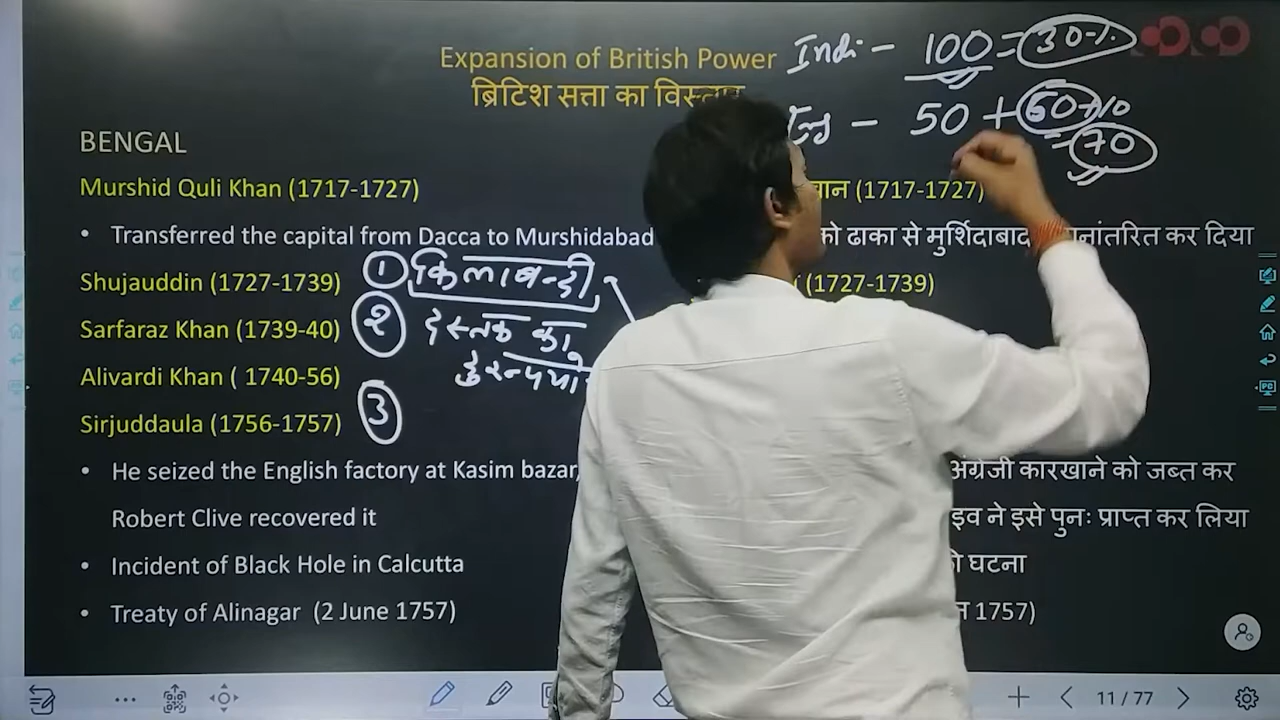 Expansion of British Power
ब्रिटिश सत्ता का विस्तार
Indi - 100 = 30%
- 50 + 60+10
= 70
BENGAL
Murshid Quli Khan (1717-1727)
(1717-1727)
• Transferred the capital from Dacca to Murshidabad
को ढाका से मुर्शिदाबाद कर दिया
Shujauddin (1727-1739)
(1727-1739)
① किलाबन्दी
Sarfaraz Khan (1739-40)
② दस्तक का
Alivardi Khan ( 1740-56)
Sirjuddaula (1756-1757)
③
• He seized the English factory at Kasim bazar,
Robert Clive recovered it
अंग्रेजी कारखाने को जब्त कर
ने इसे पुनः प्राप्त कर लिया
• Incident of Black Hole in Calcutta
घटना
• Treaty of Alinagar (2 June 1757)
1757)
PC
11 / 77